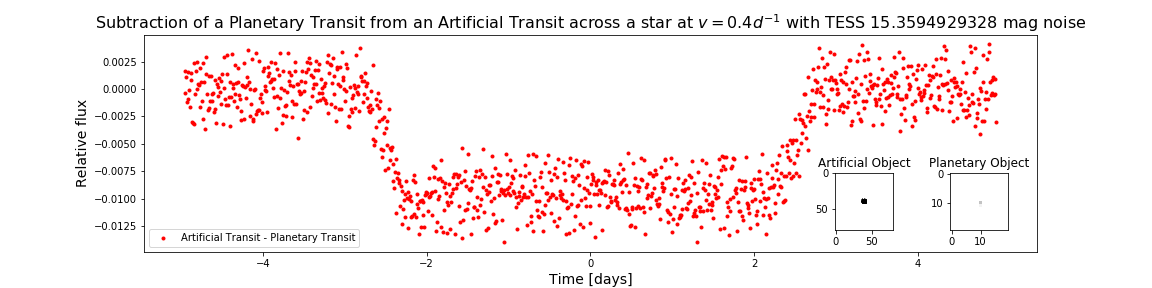 Subtraction of a Planetary Transit from an Artificial Transit across a star at v = 0.4d⁻¹ with TESS 15.3594929328 mag noise
Relative flux
0.0025
0.0000
−0.0025
−0.0050
−0.0075
−0.0100
−0.0125
Artificial Object
0
50
0 50
Planetary Object
0
10
0 10
Artificial Transit - Planetary Transit
−4 −2 0 2 4
Time [days]